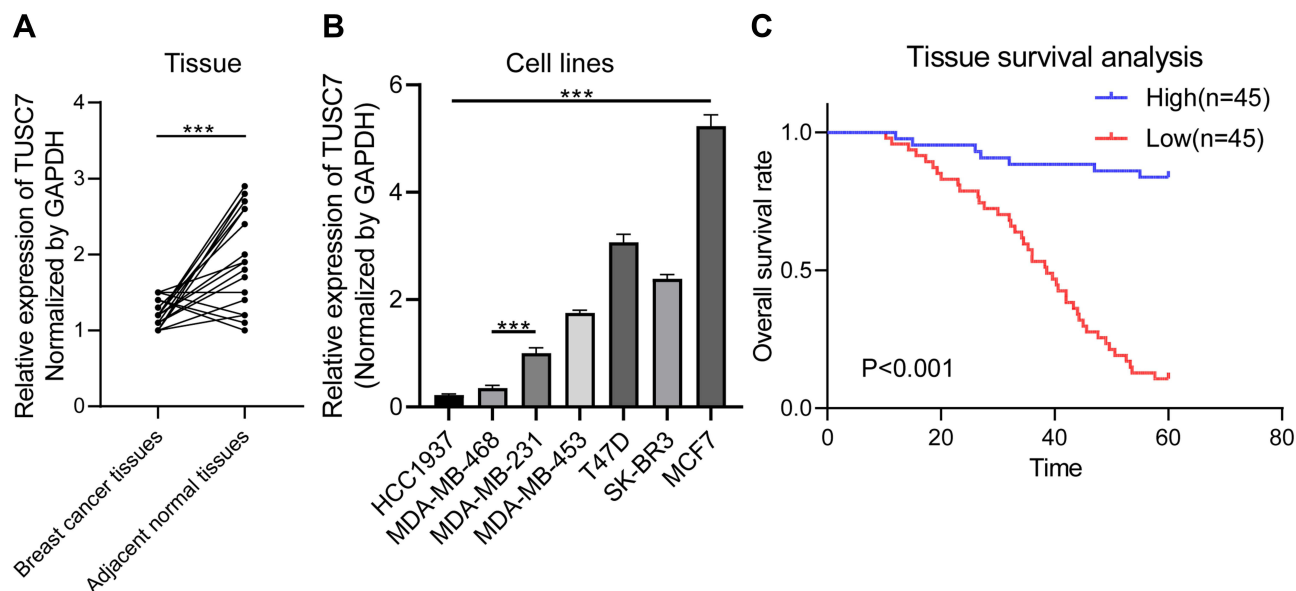 A
Tissue
Relative expression of TUSC7
Normalized by GAPDH
4
3
2
1
0
***
Breast cancer tissues
Adjacent normal tissues
B
Cell lines
Relative expression of TUSC7
(Normalized by GAPDH)
6
4
2
0
***
***
HCC1937
MDA-MB-468
MDA-MB-231
MDA-MB-453
T47D
SK-BR3
MCF7
C
Tissue survival analysis
High(n=45)
Low(n=45)
Overall survival rate
1.0
0.5
0.0
P<0.001
0
20
40
60
80
Time